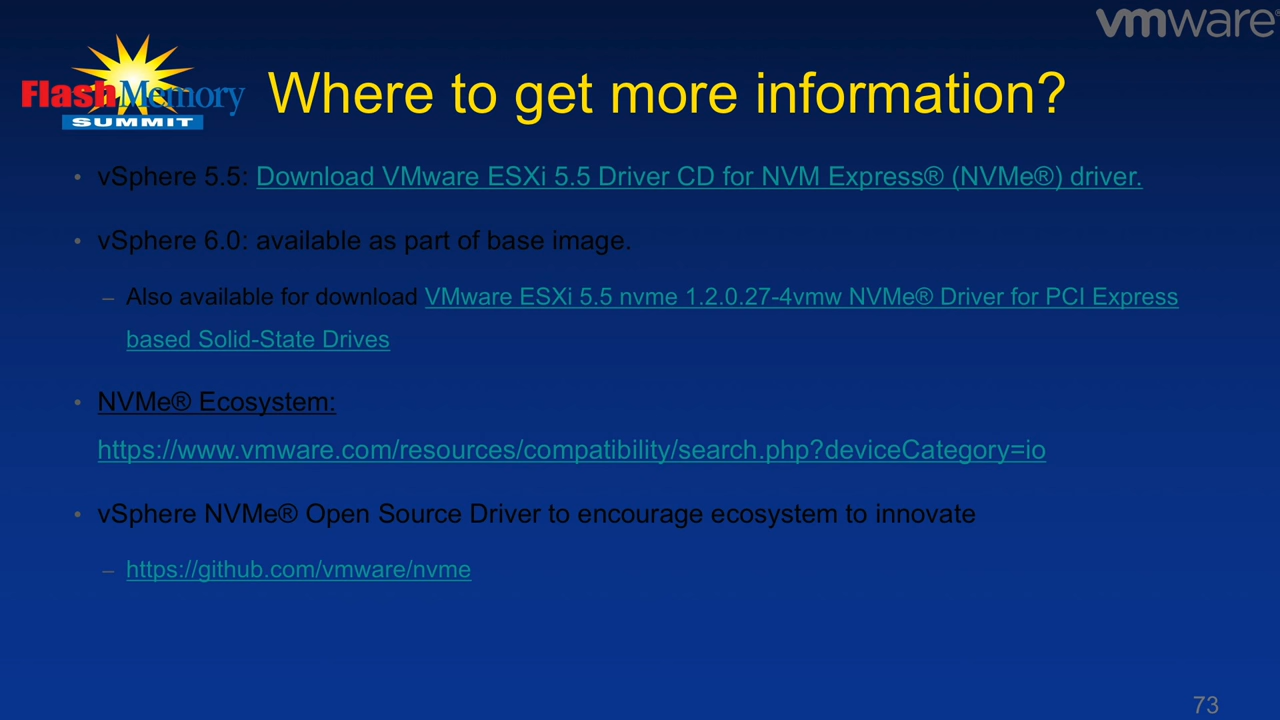 vmware®
FlashMemory
SUMMIT
Where to get more information?
• vSphere 5.5: Download VMware ESXi 5.5 Driver CD for NVM Express® (NVMe®) driver.
• vSphere 6.0: available as part of base image.
– Also available for download VMware ESXi 5.5 nvme 1.2.0.27-4vmw NVMe® Driver for PCI Express
based Solid-State Drives
• NVMe® Ecosystem:
https://www.vmware.com/resources/compatibility/search.php?deviceCategory=io
• vSphere NVMe® Open Source Driver to encourage ecosystem to innovate
– https://github.com/vmware/nvme
73